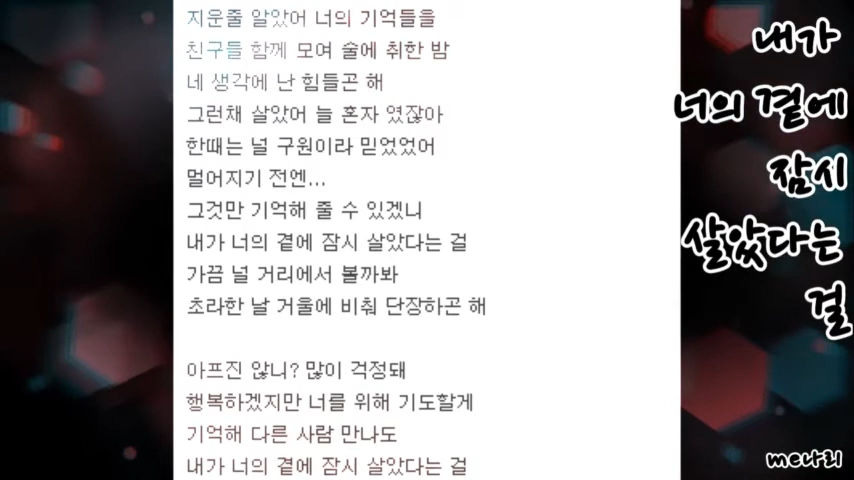 지운줄 알았어 너의 기억들을
친구들 함께 모여 술에 취한 밤
네 생각에 난 힘들곤 해
그런채 살았어 늘 혼자 였잖아
한때는 널 구원이라 믿었었어
멀어지기 전엔...
그것만 기억해 줄 수 있겠니
내가 너의 곁에 잠시 살았다는 걸
가끔 널 거리에서 볼까봐
초라한 날 거울에 비춰 단장하곤 해
아프진 않니? 많이 걱정돼
행복하겠지만 너를 위해 기도할게
기억해 다른 사람 만나도
내가 너의 곁에 잠시 살았다는 걸
내가
너의 곁에
잠시
살았다는
걸
me나리